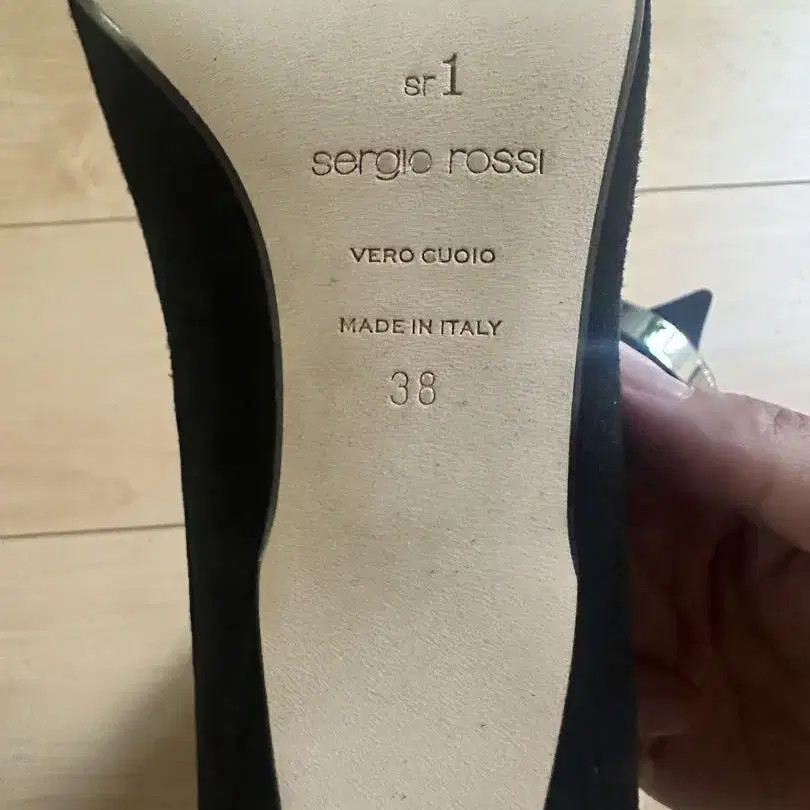 sr1
sergio rossi
VERO CUOIO
MADE IN ITALY
38